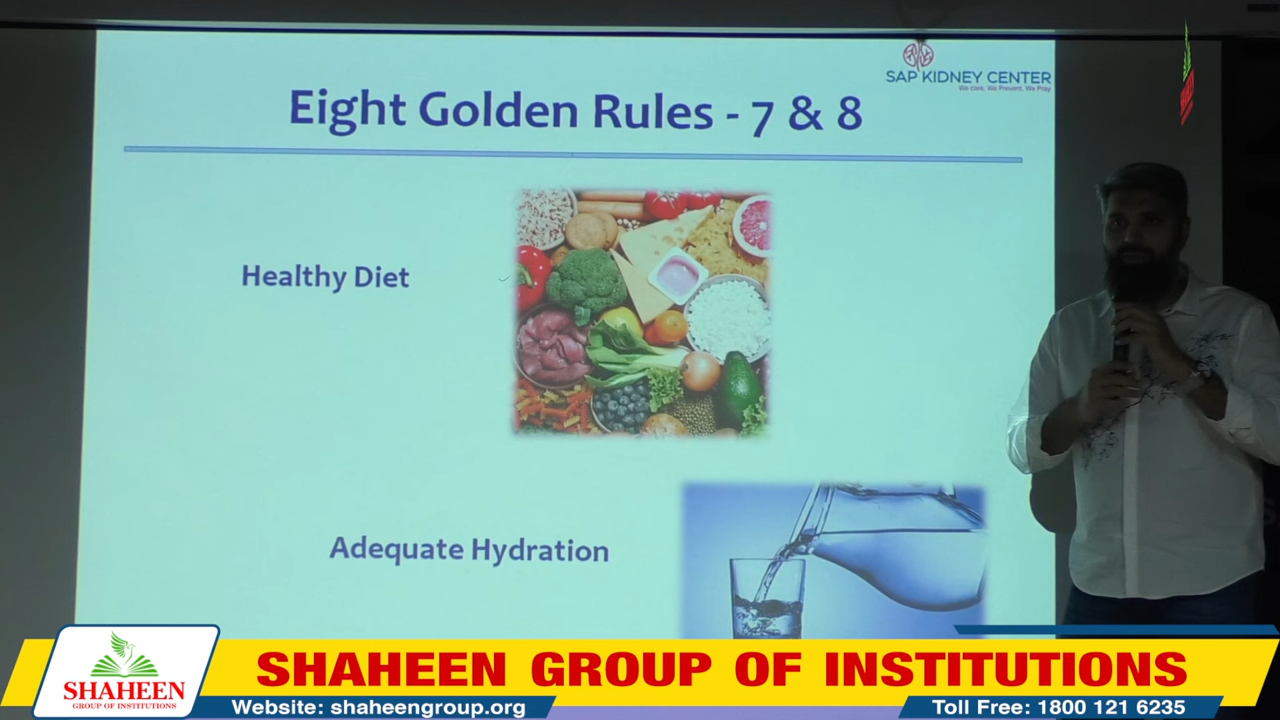 SAP KIDNEY CENTER
We care, We Prevent, We Pray
Eight Golden Rules - 7 & 8
Healthy Diet
Adequate Hydration
SHAHEEN
GROUP OF INSTITUTIONS
SHAHEEN GROUP OF INSTITUTIONS
Website: shaheengroup.org
Toll Free: 1800 121 6235